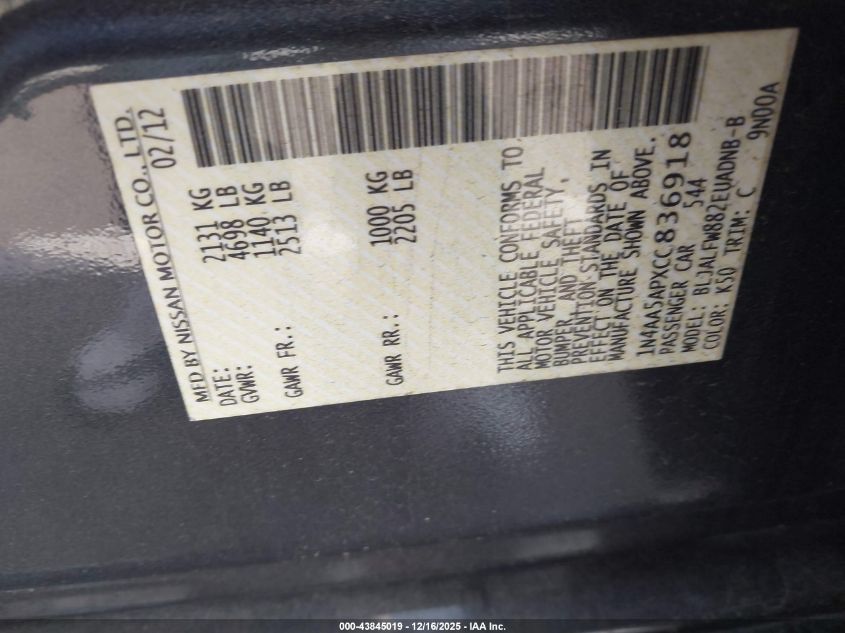 MFD BY NISSAN MOTOR CO., LTD.
DATE: 02/12
GVWR: 2131 KG
4698 LB
GAWR FR.: 1140 KG
2513 LB
GAWR RR.: 1000 KG
2205 LB
THIS VEHICLE CONFORMS TO
ALL APPLICABLE FEDERAL
MOTOR VEHICLE SAFETY,
BUMPER, AND THEFT
PREVENTION STANDARDS IN
EFFECT ON THE DATE OF
MANUFACTURE SHOWN ABOVE.
1N4AA5APXCC836918
PASSENGER CAR 544
MODEL: BLJALFW882EUADNB-B
COLOR: K50 TRIM: C 9N00A
000-43845019 - 12/16/2025 - IAA Inc.